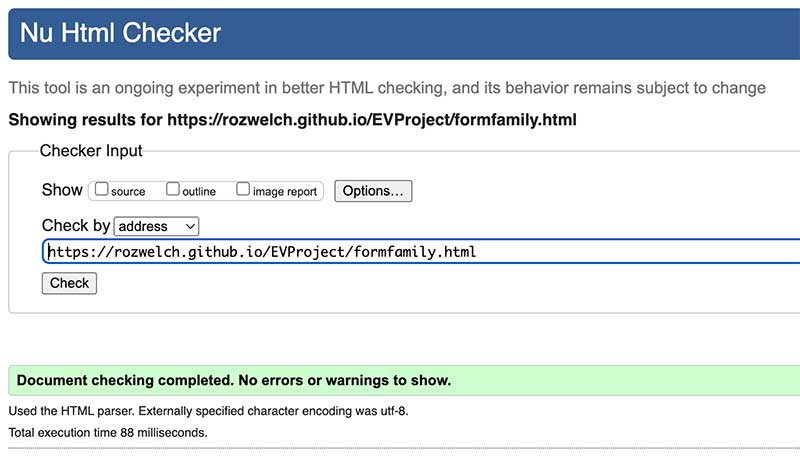 Nu Html Checker
This tool is an ongoing experiment in better HTML checking, and its behavior remains subject to change
Showing results for https://rozwelch.github.io/EVProject/formfamily.html
Checker Input
Show source outline image report Options...
Check by address
https://rozwelch.github.io/EVProject/formfamily.html
Check
Document checking completed. No errors or warnings to show.
Used the HTML parser. Externally specified character encoding was utf-8.
Total execution time 88 milliseconds.